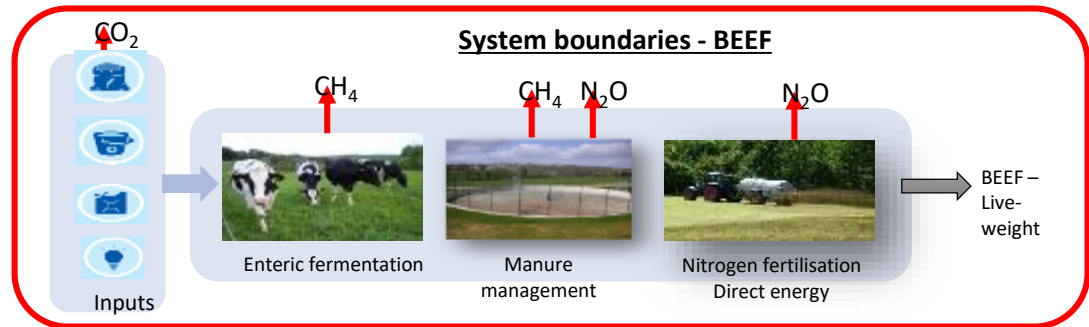 CO₂
System boundaries - BEEF
CH₄
CH₄
N₂O
N₂O
BEEF –
Live-
weight
Enteric fermentation
Manure
management
Nitrogen fertilisation
Direct energy
Inputs